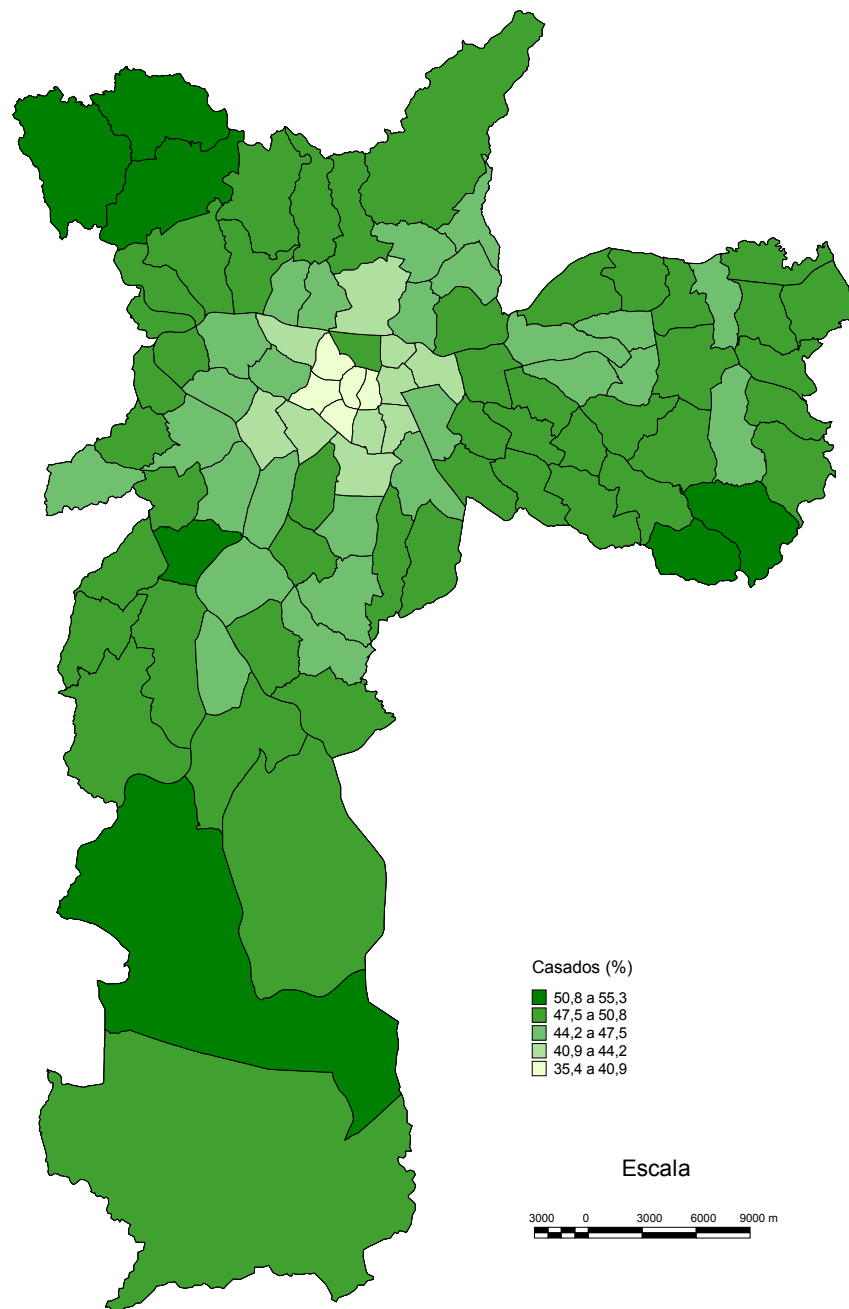 Casados (%)
50,8 a 55,3
47,5 a 50,8
44,2 a 47,5
40,9 a 44,2
35,4 a 40,9
Escala
3000 0 3000 6000 9000 m